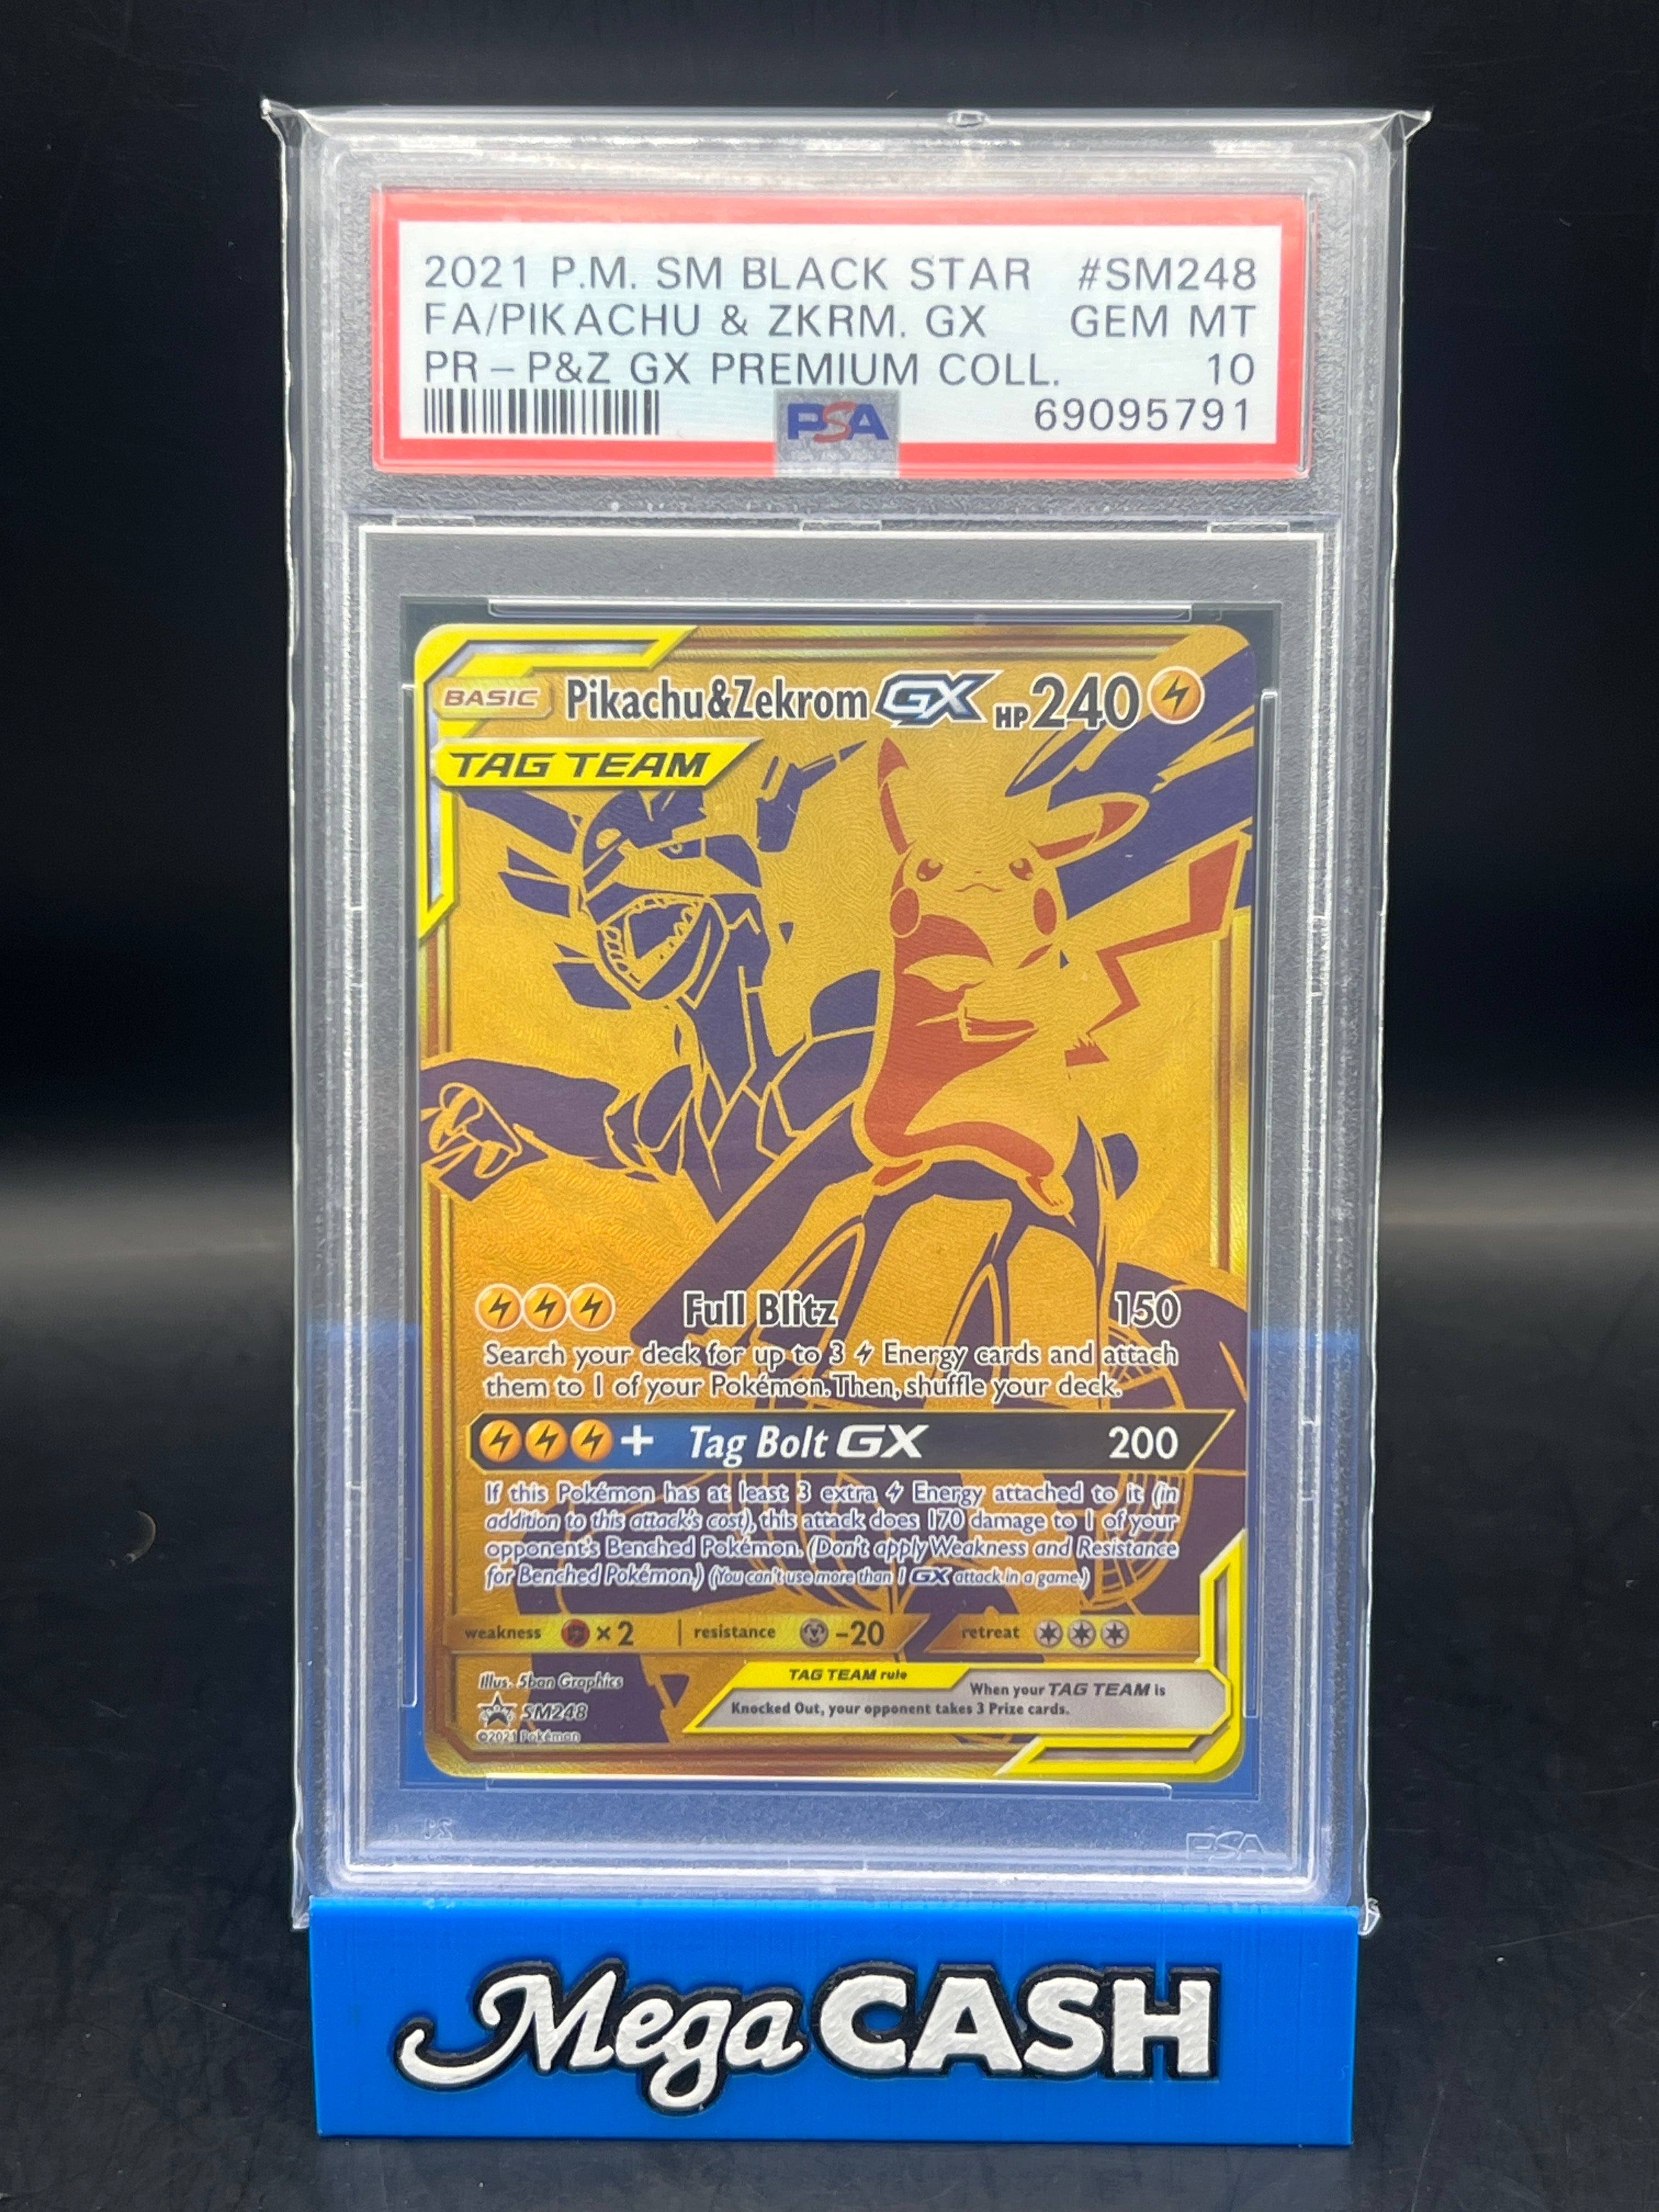 2021 P.M. SM BLACK STAR #SM248
FA/PIKACHU & ZKRM. GX GEM MT
PR-P&Z GX PREMIUM COLL. 10
PSA 69095791
BASIC Pikachu&Zekrom GX HP 240
TAG TEAM
Full Blitz 150
Search your deck for up to 3 Energy cards and attach
them to 1 of your Pokémon. Then, shuffle your deck.
+ Tag Bolt GX 200
If this Pokémon has at least 3 extra Energy attached to it (in
addition to this attack's cost), this attack does 170 damage to 1 of your
opponent's Benched Pokémon. (Don't apply Weakness and Resistance
for Benched Pokémon.) (You can't use more than 1 GX attack in a game.)
weakness ×2 resistance -20 retreat
Illus. 5ban Graphics
TAG TEAM rule
When your TAG TEAM is
Knocked Out, your opponent takes 3 Prize cards.
SM248
©2021 Pokémon
PSA
Mega CASH